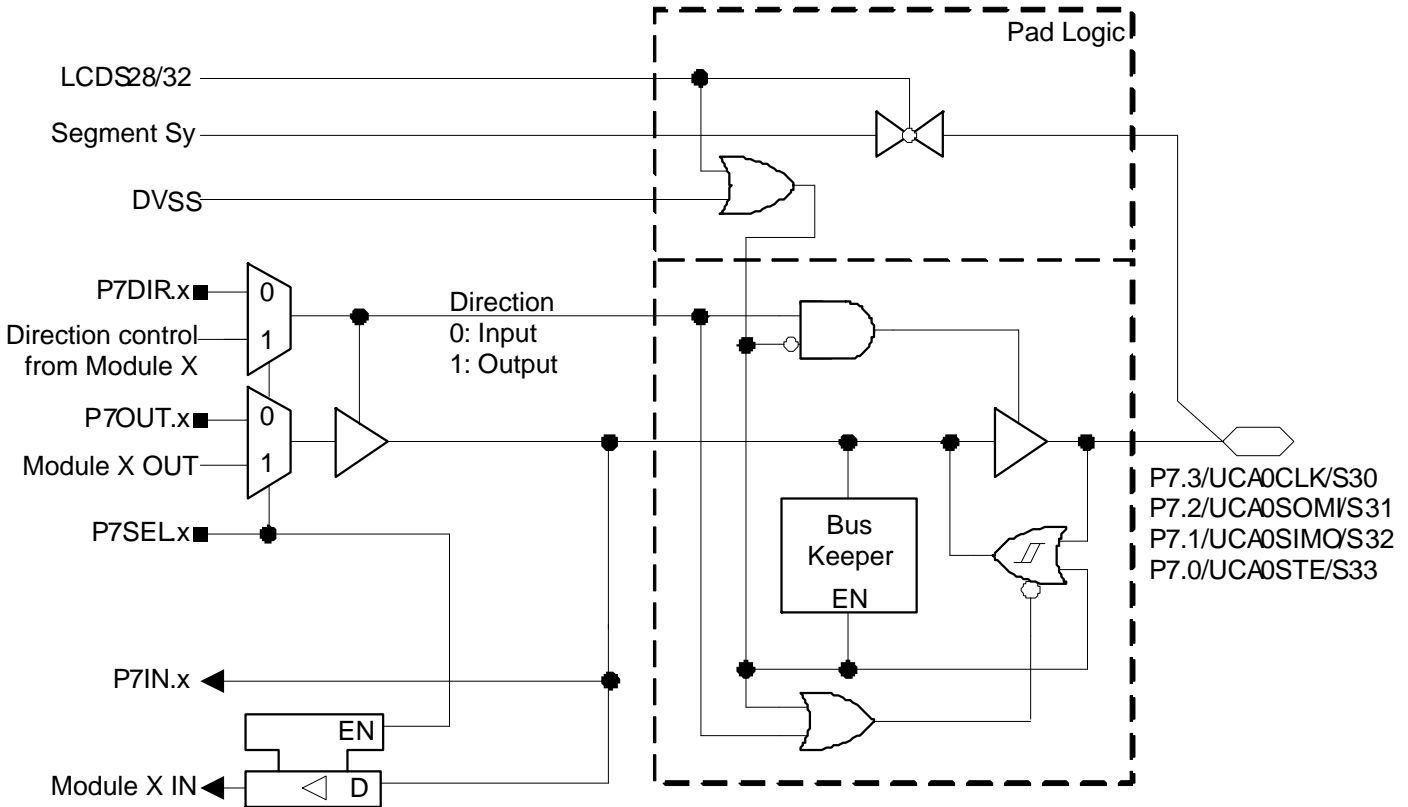 Pad Logic
LCDS28/32
Segment Sy
DVSS
P7DIR.x
0
Direction control
from Module X
1
Direction
0: Input
1: Output
P7OUT.x
0
Module X OUT
1
P7SEL.x
Bus
Keeper
EN
P7.3/UCA0CLK/S30
P7.2/UCA0SOMI/S31
P7.1/UCA0SIMO/S32
P7.0/UCA0STE/S33
P7IN.x
EN
Module X IN
D